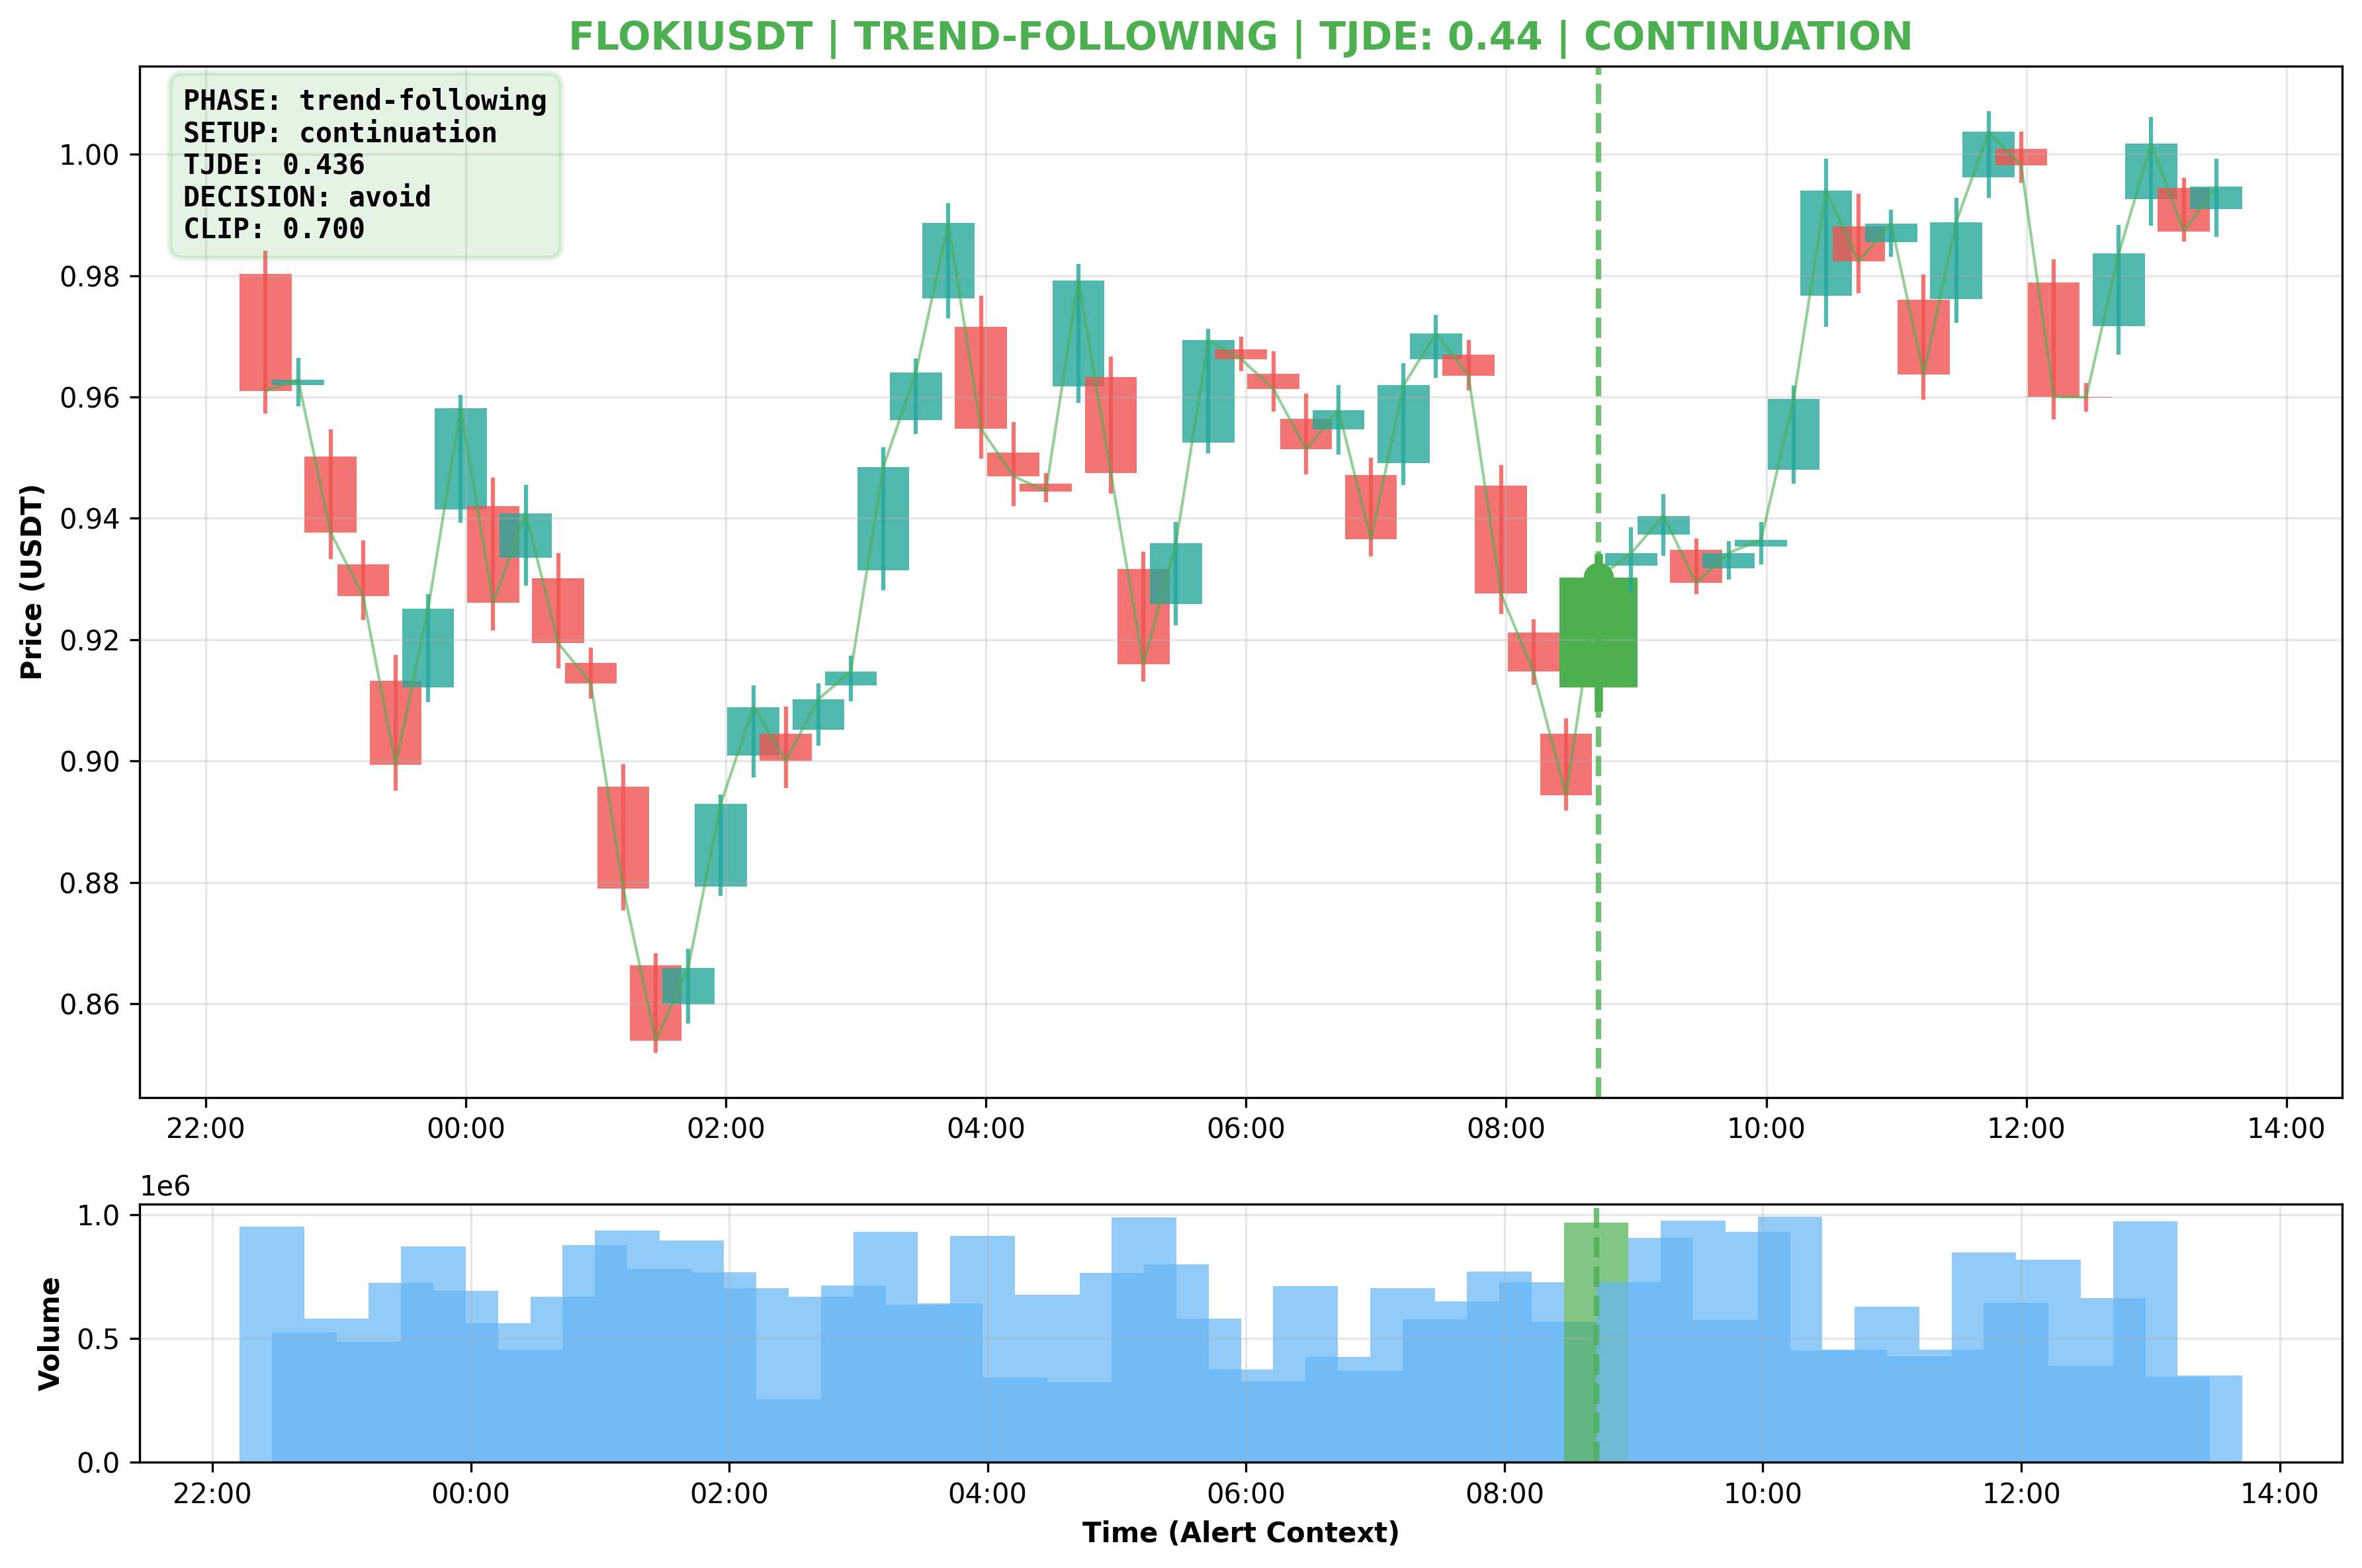 FLOKIUSDT | TREND-FOLLOWING | TJDE: 0.44 | CONTINUATION
PHASE: trend-following
SETUP: continuation
TJDE: 0.436
DECISION: avoid
CLIP: 0.700
Price (USDT)
1.00
0.98
0.96
0.94
0.92
0.90
0.88
0.86
22:00 00:00 02:00 04:00 06:00 08:00 10:00 12:00 14:00
1e6
Volume
1.0
0.5
0.0
22:00 00:00 02:00 04:00 06:00 08:00 10:00 12:00 14:00
Time (Alert Context)